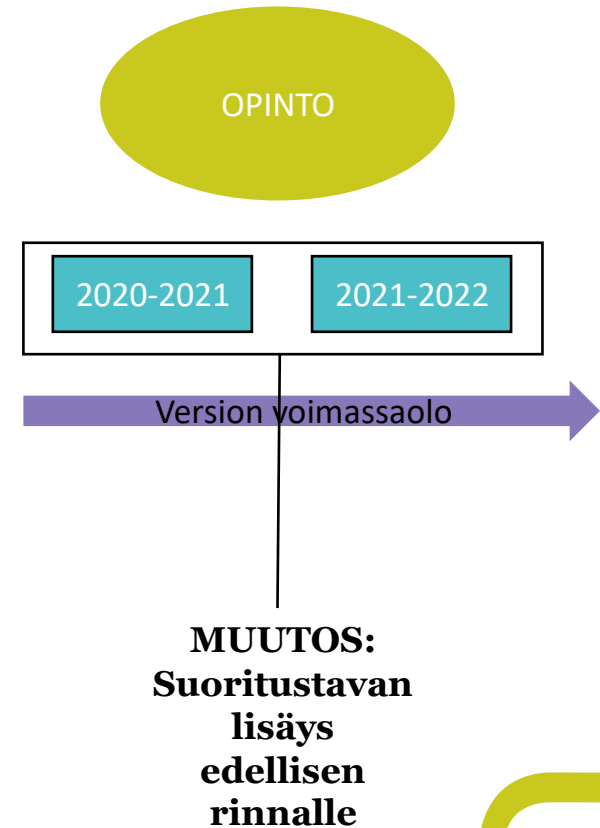 OPINTO
2020-2021
2021-2022
Version voimassaolo
MUUTOS:
Suoritustavan
lisäys
edellisen
rinnalle